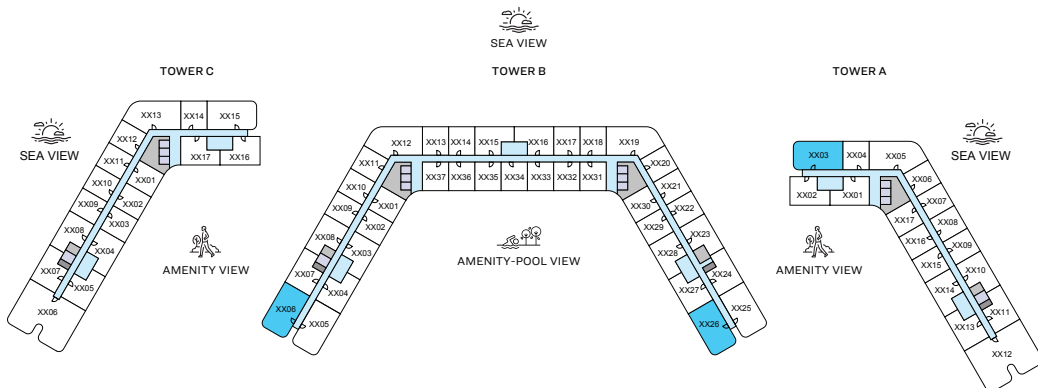 SEA VIEW
TOWER C
TOWER B
TOWER A
SEA VIEW
SEA VIEW
AMENITY VIEW
AMENITY-POOL VIEW
AMENITY VIEW
XX13
XX14
XX15
XX12
XX11
XX17
XX16
XX10
XX01
XX09
XX02
XX08
XX03
XX07
XX04
XX06
XX05
XX12
XX13
XX14
XX15
XX16
XX17
XX18
XX19
XX11
XX37
XX36
XX35
XX34
XX33
XX32
XX31
XX20
XX10
XX01
XX30
XX21
XX09
XX02
XX29
XX22
XX08
XX03
XX28
XX23
XX07
XX04
XX27
XX24
XX06
XX05
XX26
XX25
XX03
XX04
XX05
XX02
XX01
XX06
XX17
XX07
XX16
XX08
XX15
XX09
XX14
XX10
XX13
XX11
XX12